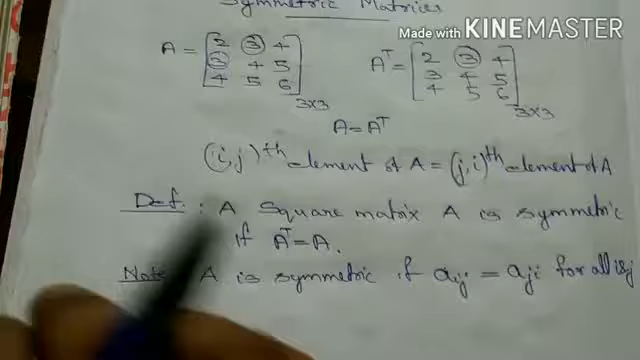 Symmetric Matrices
Made with KINEMASTER
A = [2 3 4 Aᵀ = [2 3 4
3 4 5 3 4 5
4 5 6]3×3 4 5 6]3×3
A = Aᵀ
(i,j)th element of A = (j,i)th element of A
Def. : A Square matrix A is symmetric
if Aᵀ = A.
Note A is symmetric if aij = aji for all i,j